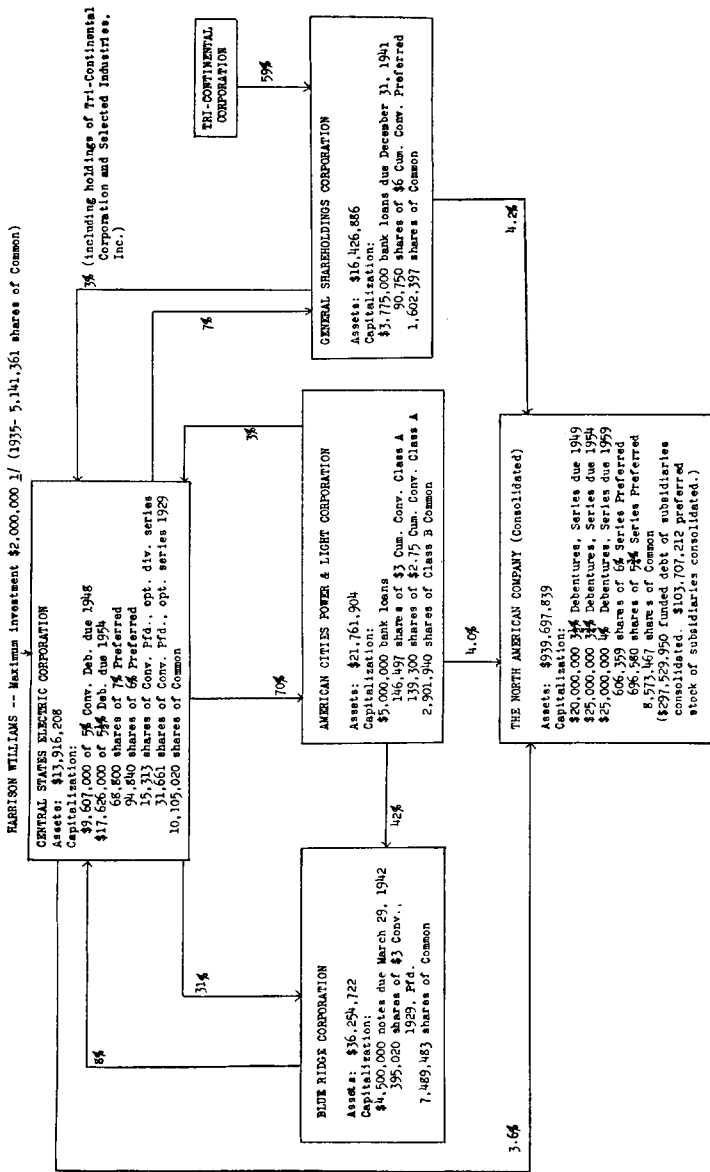 HARRISON WILLIAMS -- Maximum investment $2,000,000 1/ (1935- 5,141,361 shares of Common)
CENTRAL STATES ELECTRIC CORPORATION
Assets: $13,916,208
Capitalization:
$9,607,000 of 5% Conv. Deb. due 1948
$17,626,000 of 5½% Deb. due 1954
68,800 shares of 7% Preferred
94,840 shares of 6% Preferred
15,313 shares of Conv. Pfd., opt. div. series
31,661 shares of Conv. Pfd., opt. series 1929
10,105,020 shares of Common
3% (including holdings of Tri-Continental
Corporation and Selected Industries,
Inc.)
TRI-CONTINENTAL
CORPORATION
59%
8%
31%
70%
3%
7%
BLUE RIDGE CORPORATION
Assets: $36,254,722
Capitalization:
$4,500,000 notes due March 29, 1942
395,020 shares of $3 Conv.,
1929, Pfd.
7,489,483 shares of Common
42%
AMERICAN CITIES POWER & LIGHT CORPORATION
Assets: $21,761,904
Capitalization:
$5,000,000 bank loans
146,497 shares of $3 Cum. Conv. Class A
139,300 shares of $2.75 Cum. Conv. Class A
2,901,940 shares of Class B Common
GENERAL SHAREHOLDINGS CORPORATION
Assets: $16,426,886
Capitalization:
$3,775,000 bank loans due December 31, 1941
90,750 shares of $6 Cum. Conv. Preferred
1,602,397 shares of Common
3.6%
4.0%
4.2%
THE NORTH AMERICAN COMPANY (Consolidated)
Assets: $939,697,839
Capitalization:
$20,000,000 Debentures, Series due 1949
$25,000,000 Debentures, Series due 1954
$25,000,000 4% Debentures, Series due 1959
606,359 shares of 6% Series Preferred
696,580 shares of Series Preferred
8,573,467 shares of Common
($297,529,950 funded debt of subsidiaries
consolidated. $103,707,212 preferred
stock of subsidiaries consolidated.)